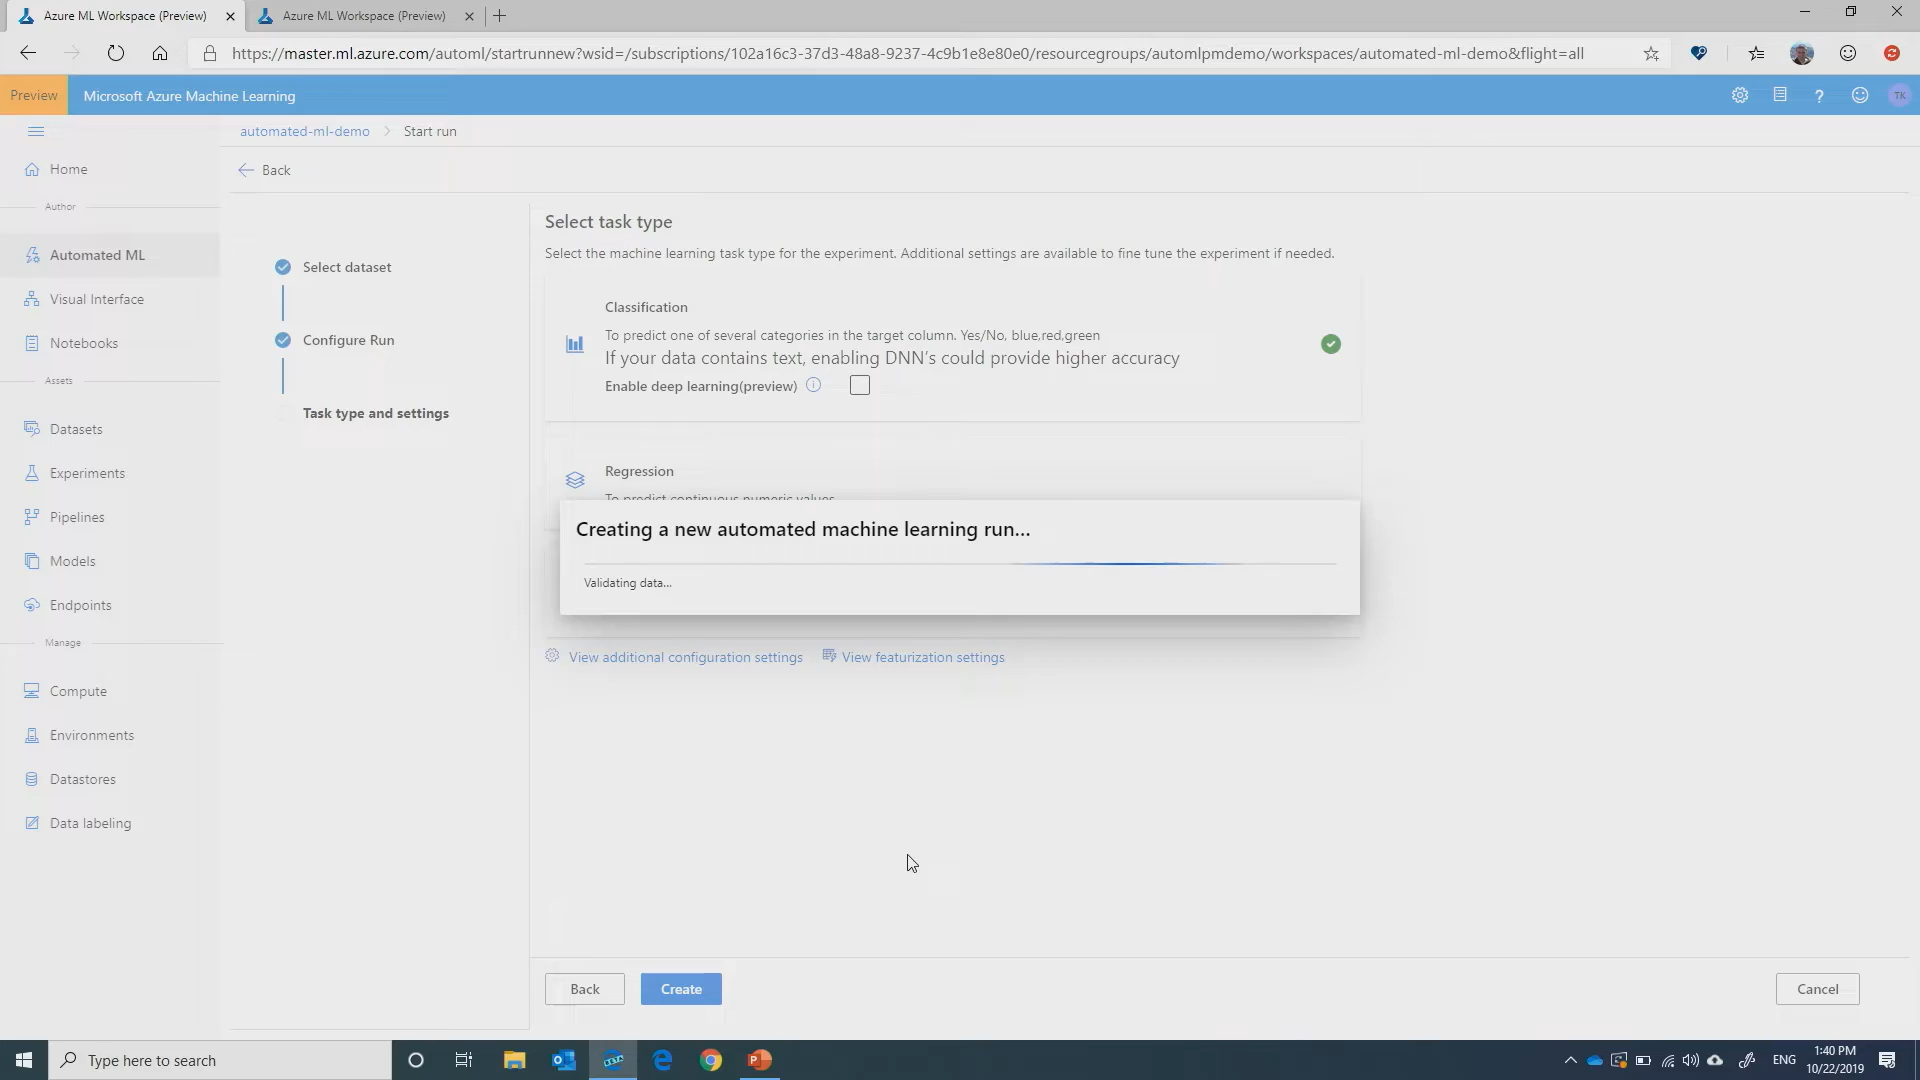 Azure ML Workspace (Preview)
Azure ML Workspace (Preview)
https://master.ml.azure.com/automl/startrunnew?wsid=/subscriptions/102a16c3-37d3-48a8-9237-4c9b1e8e80e0/resourcegroups/automlpmdemo/workspaces/automated-ml-demo&flight=all
Preview
Microsoft Azure Machine Learning
?
TK
automated-ml-demo > Start run
Back
Home
Author
Automated ML
Visual Interface
Notebooks
Assets
Datasets
Experiments
Pipelines
Models
Endpoints
Manage
Compute
Environments
Datastores
Data labeling
Select dataset
Configure Run
Task type and settings
Select task type
Select the machine learning task type for the experiment. Additional settings are available to fine tune the experiment if needed.
Classification
To predict one of several categories in the target column. Yes/No, blue,red,green
If your data contains text, enabling DNN's could provide higher accuracy
Enable deep learning(preview)
Regression
To predict continuous numeric values
Creating a new automated machine learning run...
Validating data...
View additional configuration settings
View featurization settings
Back
Create
Cancel
Type here to search
BETA
ENG
1:40 PM
10/22/2019